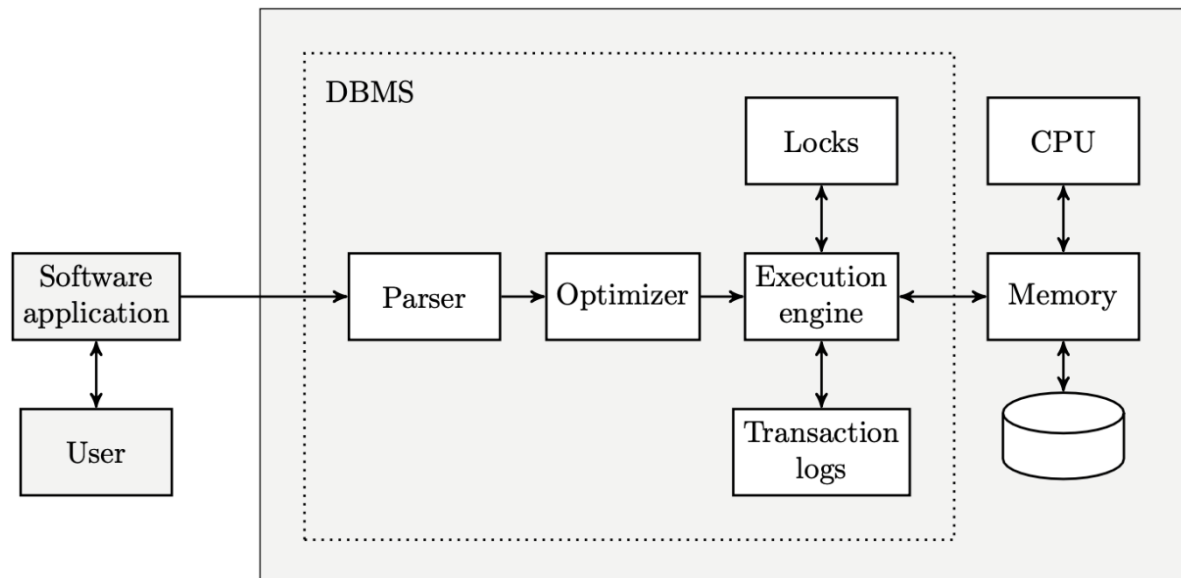 DBMS
Locks
CPU
Software
application
Parser
Optimizer
Execution
engine
Memory
User
Transaction
logs